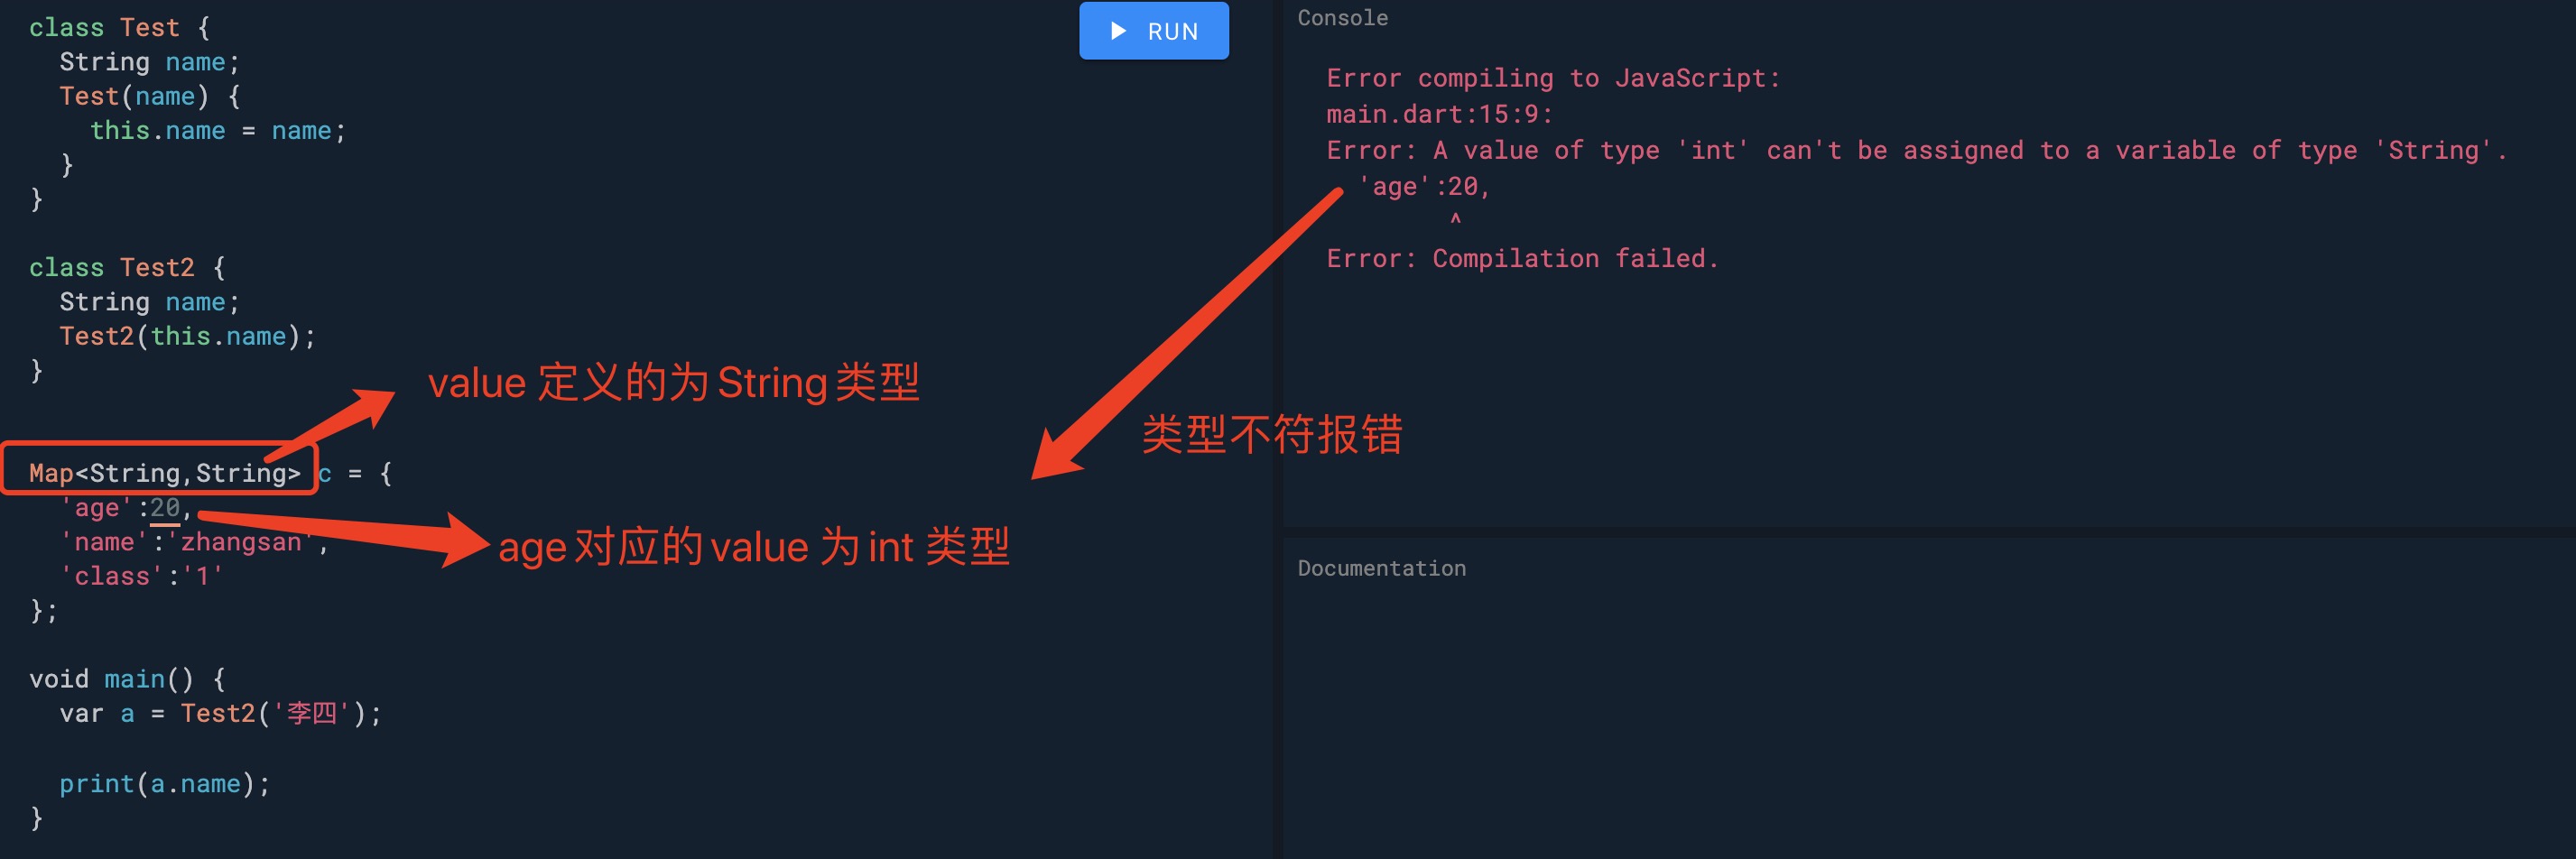 class Test {
String name;
Test(name) {
this.name = name;
}
}
class Test2 {
String name;
Test2(this.name);
}
value 定义的为 String 类型
Map<String,String> c = {
'age':20,
'name':'zhangsan',
'class':'1'
};
age 对应的 value 为 int 类型
void main() {
var a = Test2('李四');
print(a.name);
}
RUN
类型不符报错
Console
Error compiling to JavaScript:
main.dart:15:9:
Error: A value of type 'int' can't be assigned to a variable of type 'String'.
'age':20,
^
Error: Compilation failed.
Documentation